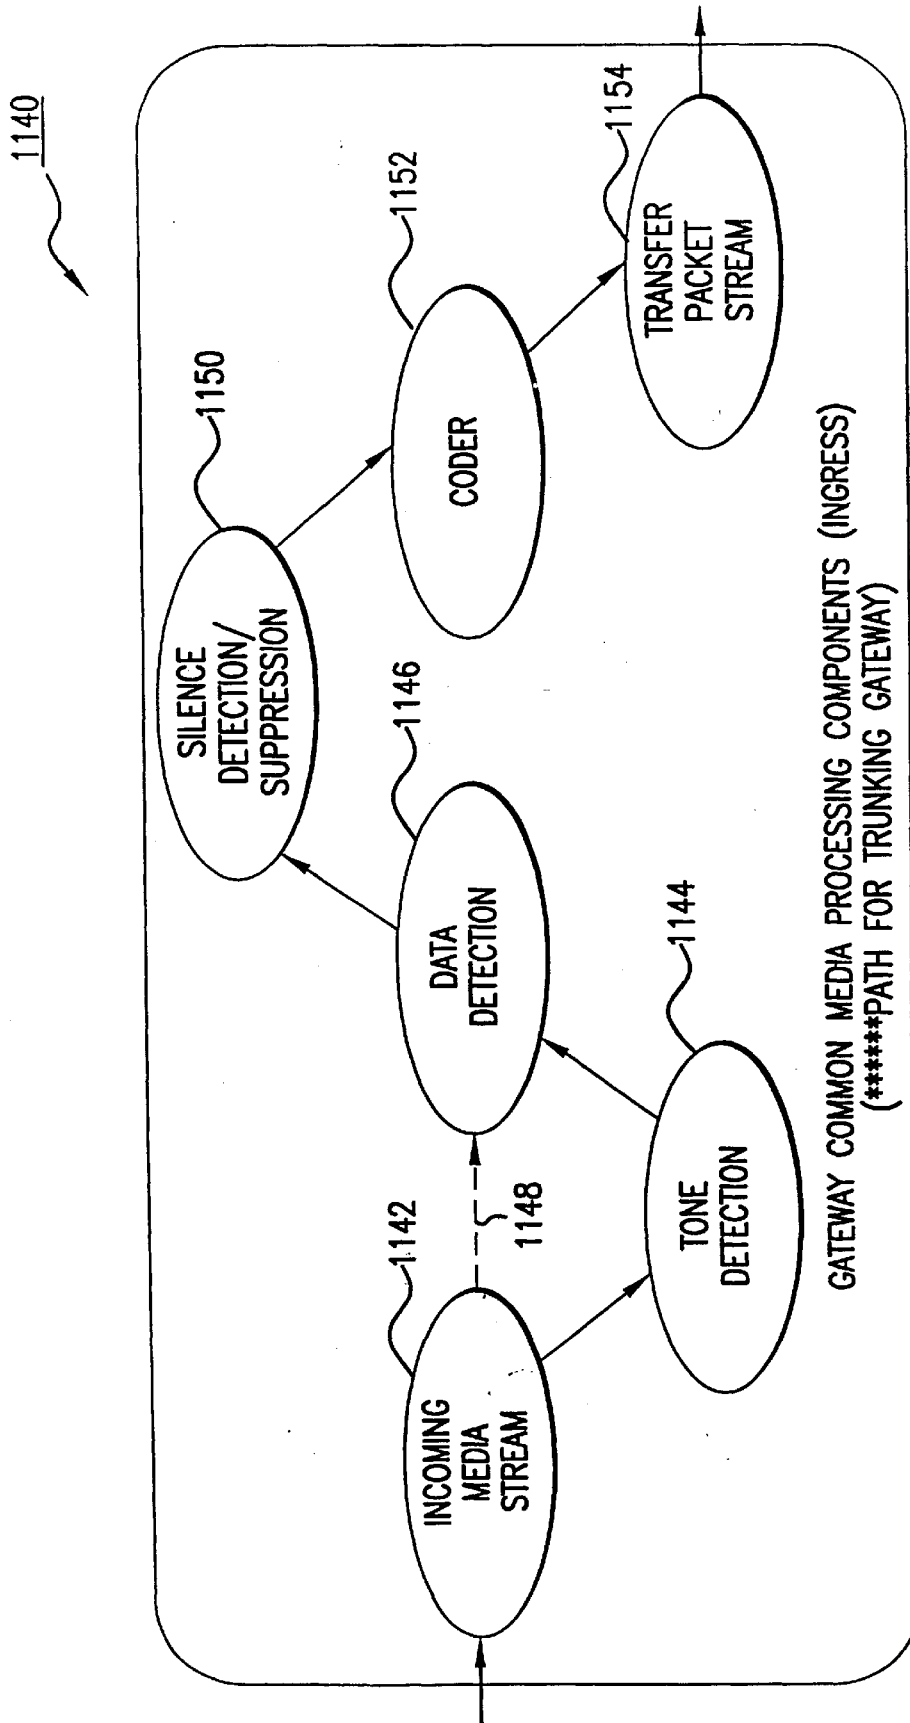 1140
INCOMING
MEDIA
STREAM
1142
1148
TONE
DETECTION
1144
DATA
DETECTION
1146
SILENCE
DETECTION/
SUPPRESSION
1150
CODER
1152
TRANSFER
PACKET
STREAM
1154
GATEWAY COMMON MEDIA PROCESSING COMPONENTS (INGRESS)
(******PATH FOR TRUNKING GATEWAY)